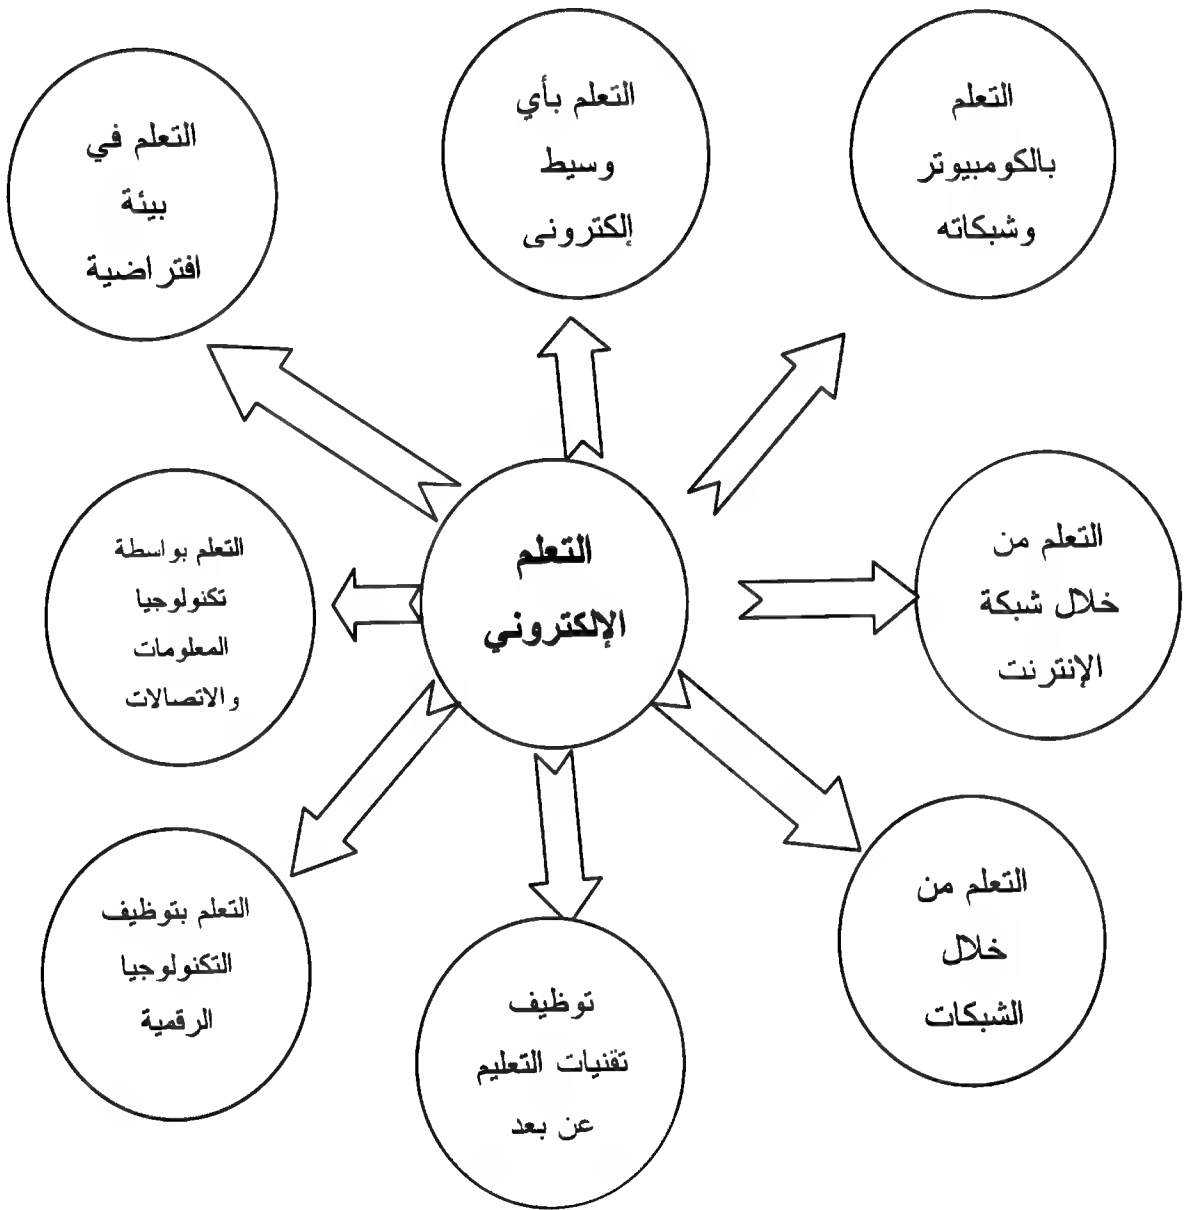 التعلم
بالكومبيوتر
وشبكاته
التعلم بأي
وسيط
إلكترونى
التعلم في
بيئة
افتراضية
التعلم
الإلكتروني
التعلم من
خلال شبكة
الإنترنت
التعلم بواسطة
تكنولوجيا
المعلومات
والاتصالات
التعلم من
خلال
الشبكات
توظيف
تقنيات التعليم
عن بعد
التعلم بتوظيف
التكنولوجيا
الرقمية